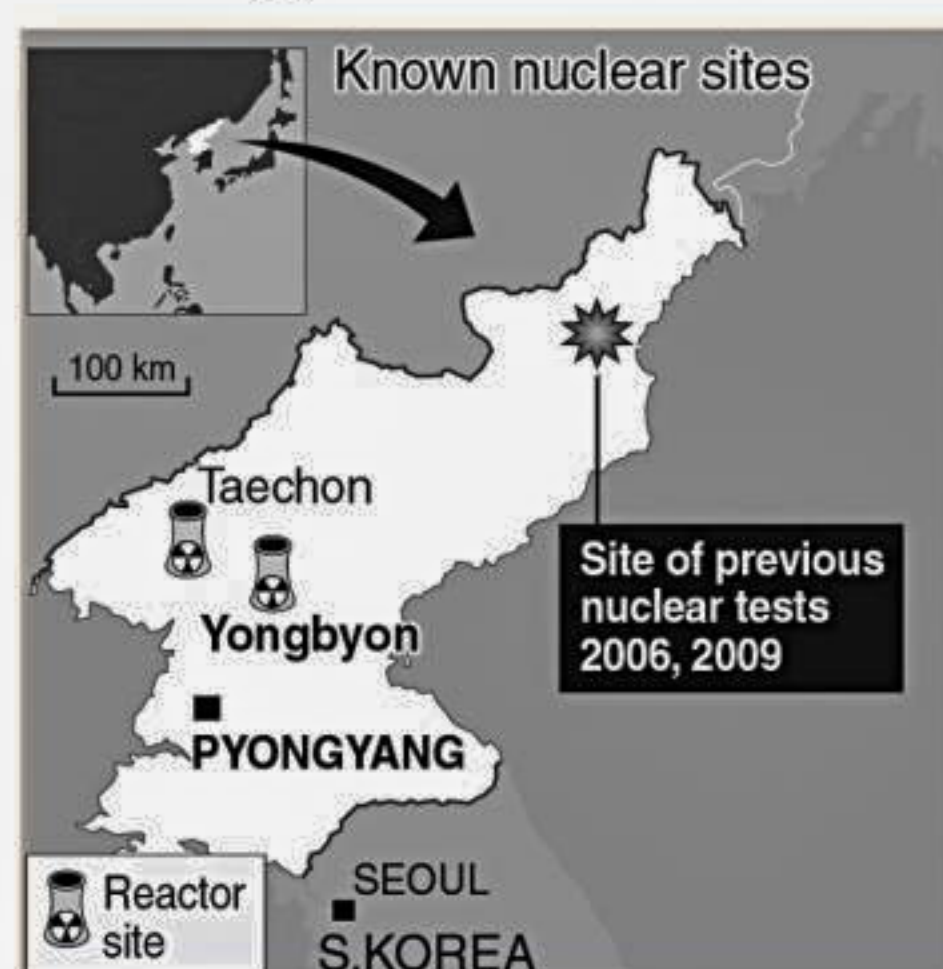 Known nuclear sites
100 km
Taechon
Yongbyon
Site of previous
nuclear tests
2006, 2009
PYONGYANG
SEOUL
S.KOREA
Reactor
site